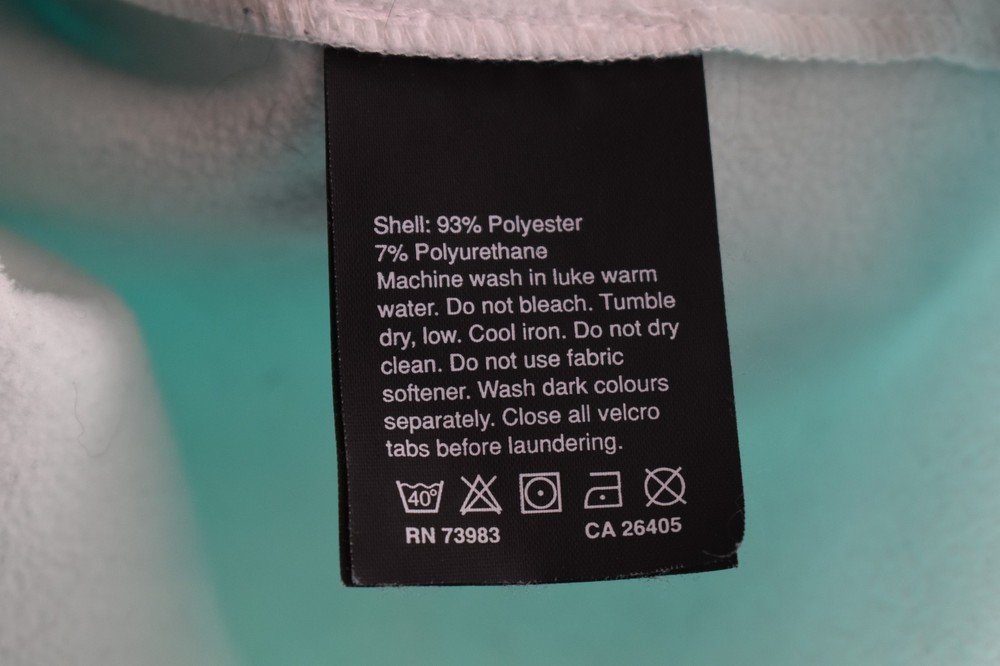 Shell: 93% Polyester
7% Polyurethane
Machine wash in luke warm
water. Do not bleach. Tumble
dry, low. Cool iron. Do not dry
clean. Do not use fabric
softener. Wash dark colours
separately. Close all velcro
tabs before laundering.
40°
RN 73983 CA 26405